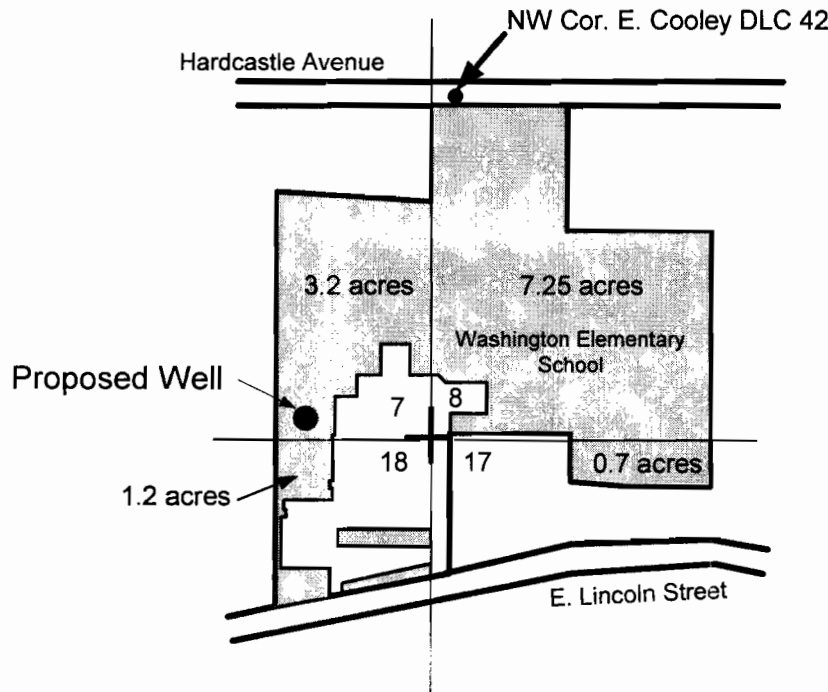 NW Cor. E. Cooley DLC 42
Hardcastle Avenue
3.2 acres
7.25 acres
Washington Elementary
School
Proposed Well
7
8
18
17
0.7 acres
1.2 acres
E. Lincoln Street